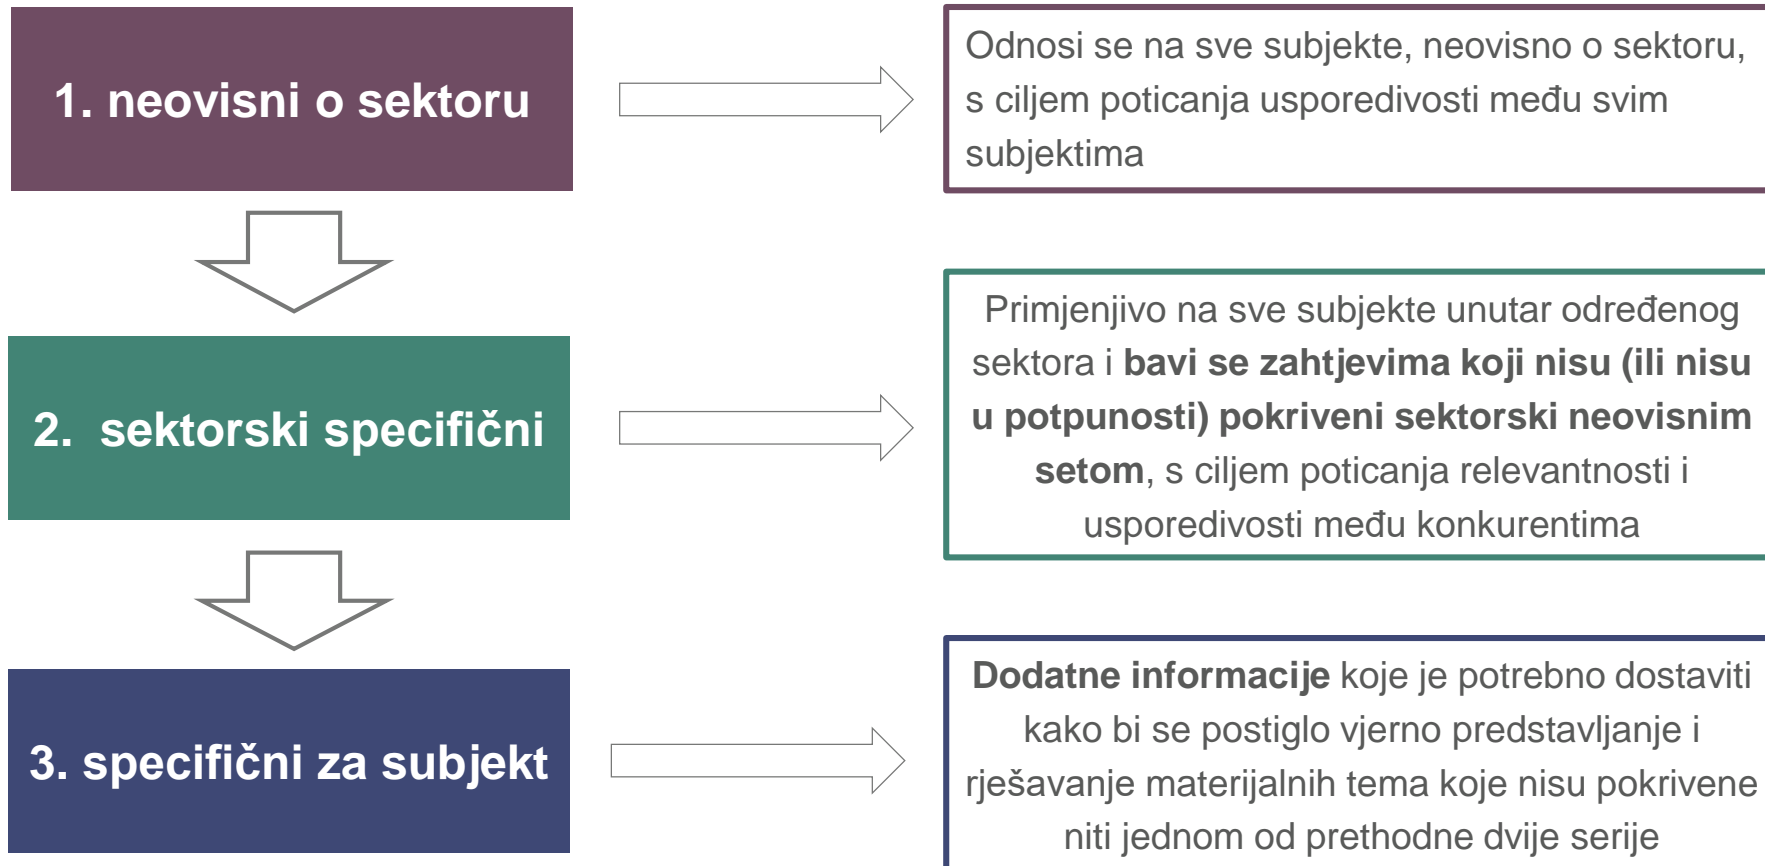 1. neovisni o sektoru
Odnosi se na sve subjekte, neovisno o sektoru,
s ciljem poticanja usporedivosti među svim
subjektima
2. sektorski specifični
Primjenjivo na sve subjekte unutar određenog
sektora i bavi se zahtjevima koji nisu (ili nisu
u potpunosti) pokriveni sektorski neovisnim
setom, s ciljem poticanja relevantnosti i
usporedivosti među konkurentima
3. specifični za subjekt
Dodatne informacije koje je potrebno dostaviti
kako bi se postiglo vjerno predstavljanje i
rješavanje materijalnih tema koje nisu pokrivene
niti jednom od prethodne dvije serije